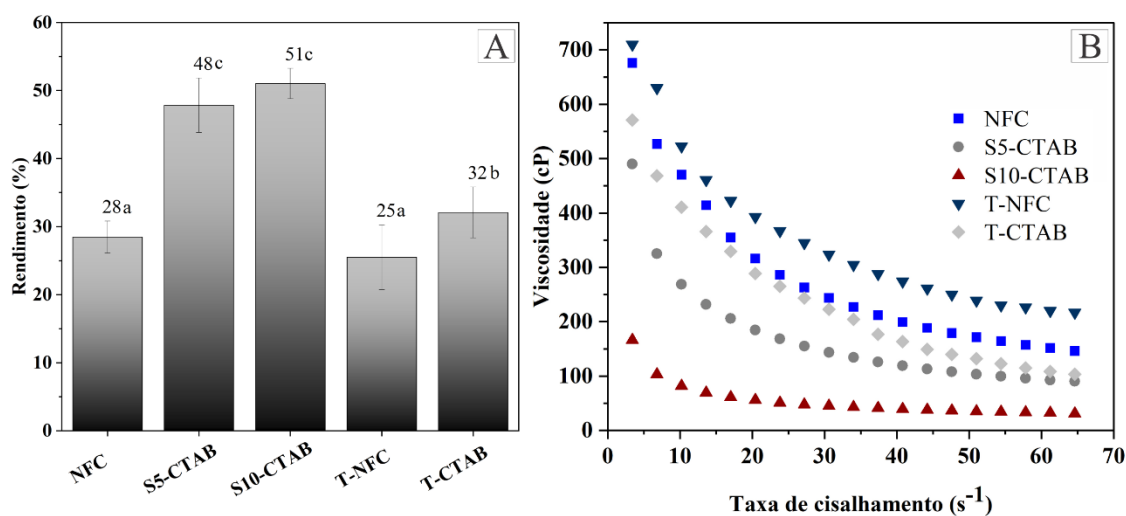 A
60
50
40
30
20
10
0
Rendimento (%)
28a
48c
51c
25a
32b
NFC
S5-CTAB
S10-CTAB
T-NFC
T-CTAB
B
700
600
500
400
300
200
100
0
Viscosidade (cP)
NFC
S5-CTAB
S10-CTAB
T-NFC
T-CTAB
0 10 20 30 40 50 60 70
Taxa de cisalhamento (s⁻¹)